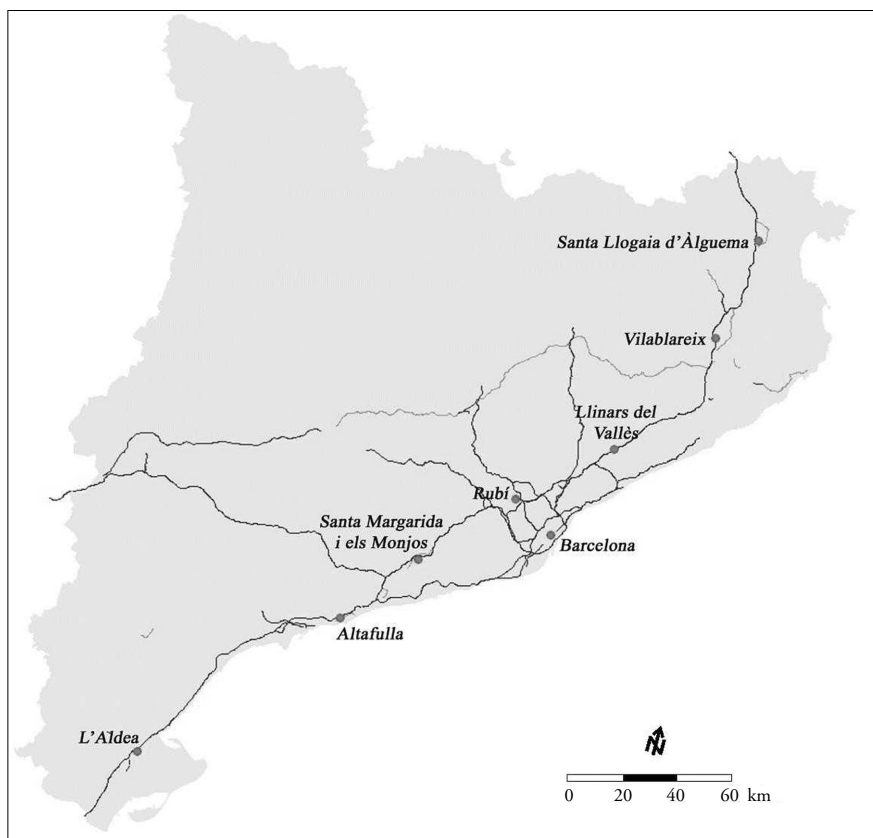 Santa Llogaia d'Àlguema
Vilablareix
Llinars del
Vallès
Rubí
Santa Margarida
i els Monjos
Barcelona
Altafulla
L'Aldea
N
0 20 40 60 km